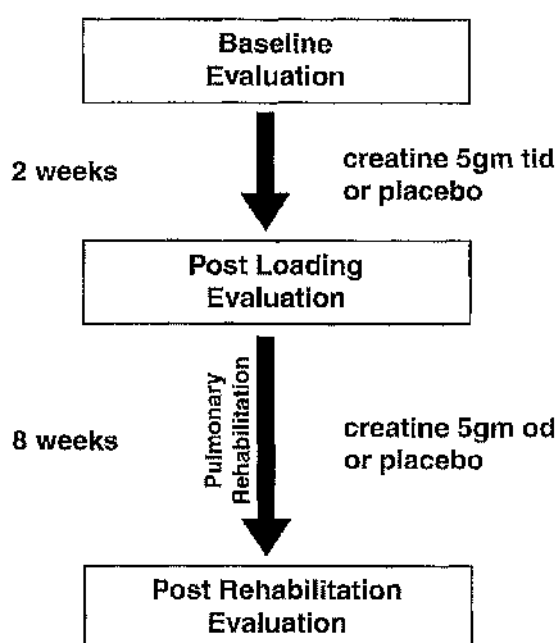 Baseline
Evaluation
2 weeks
creatine 5gm tid
or placebo
Post Loading
Evaluation
8 weeks
Pulmonary
Rehabilitation
creatine 5gm od
or placebo
Post Rehabilitation
Evaluation